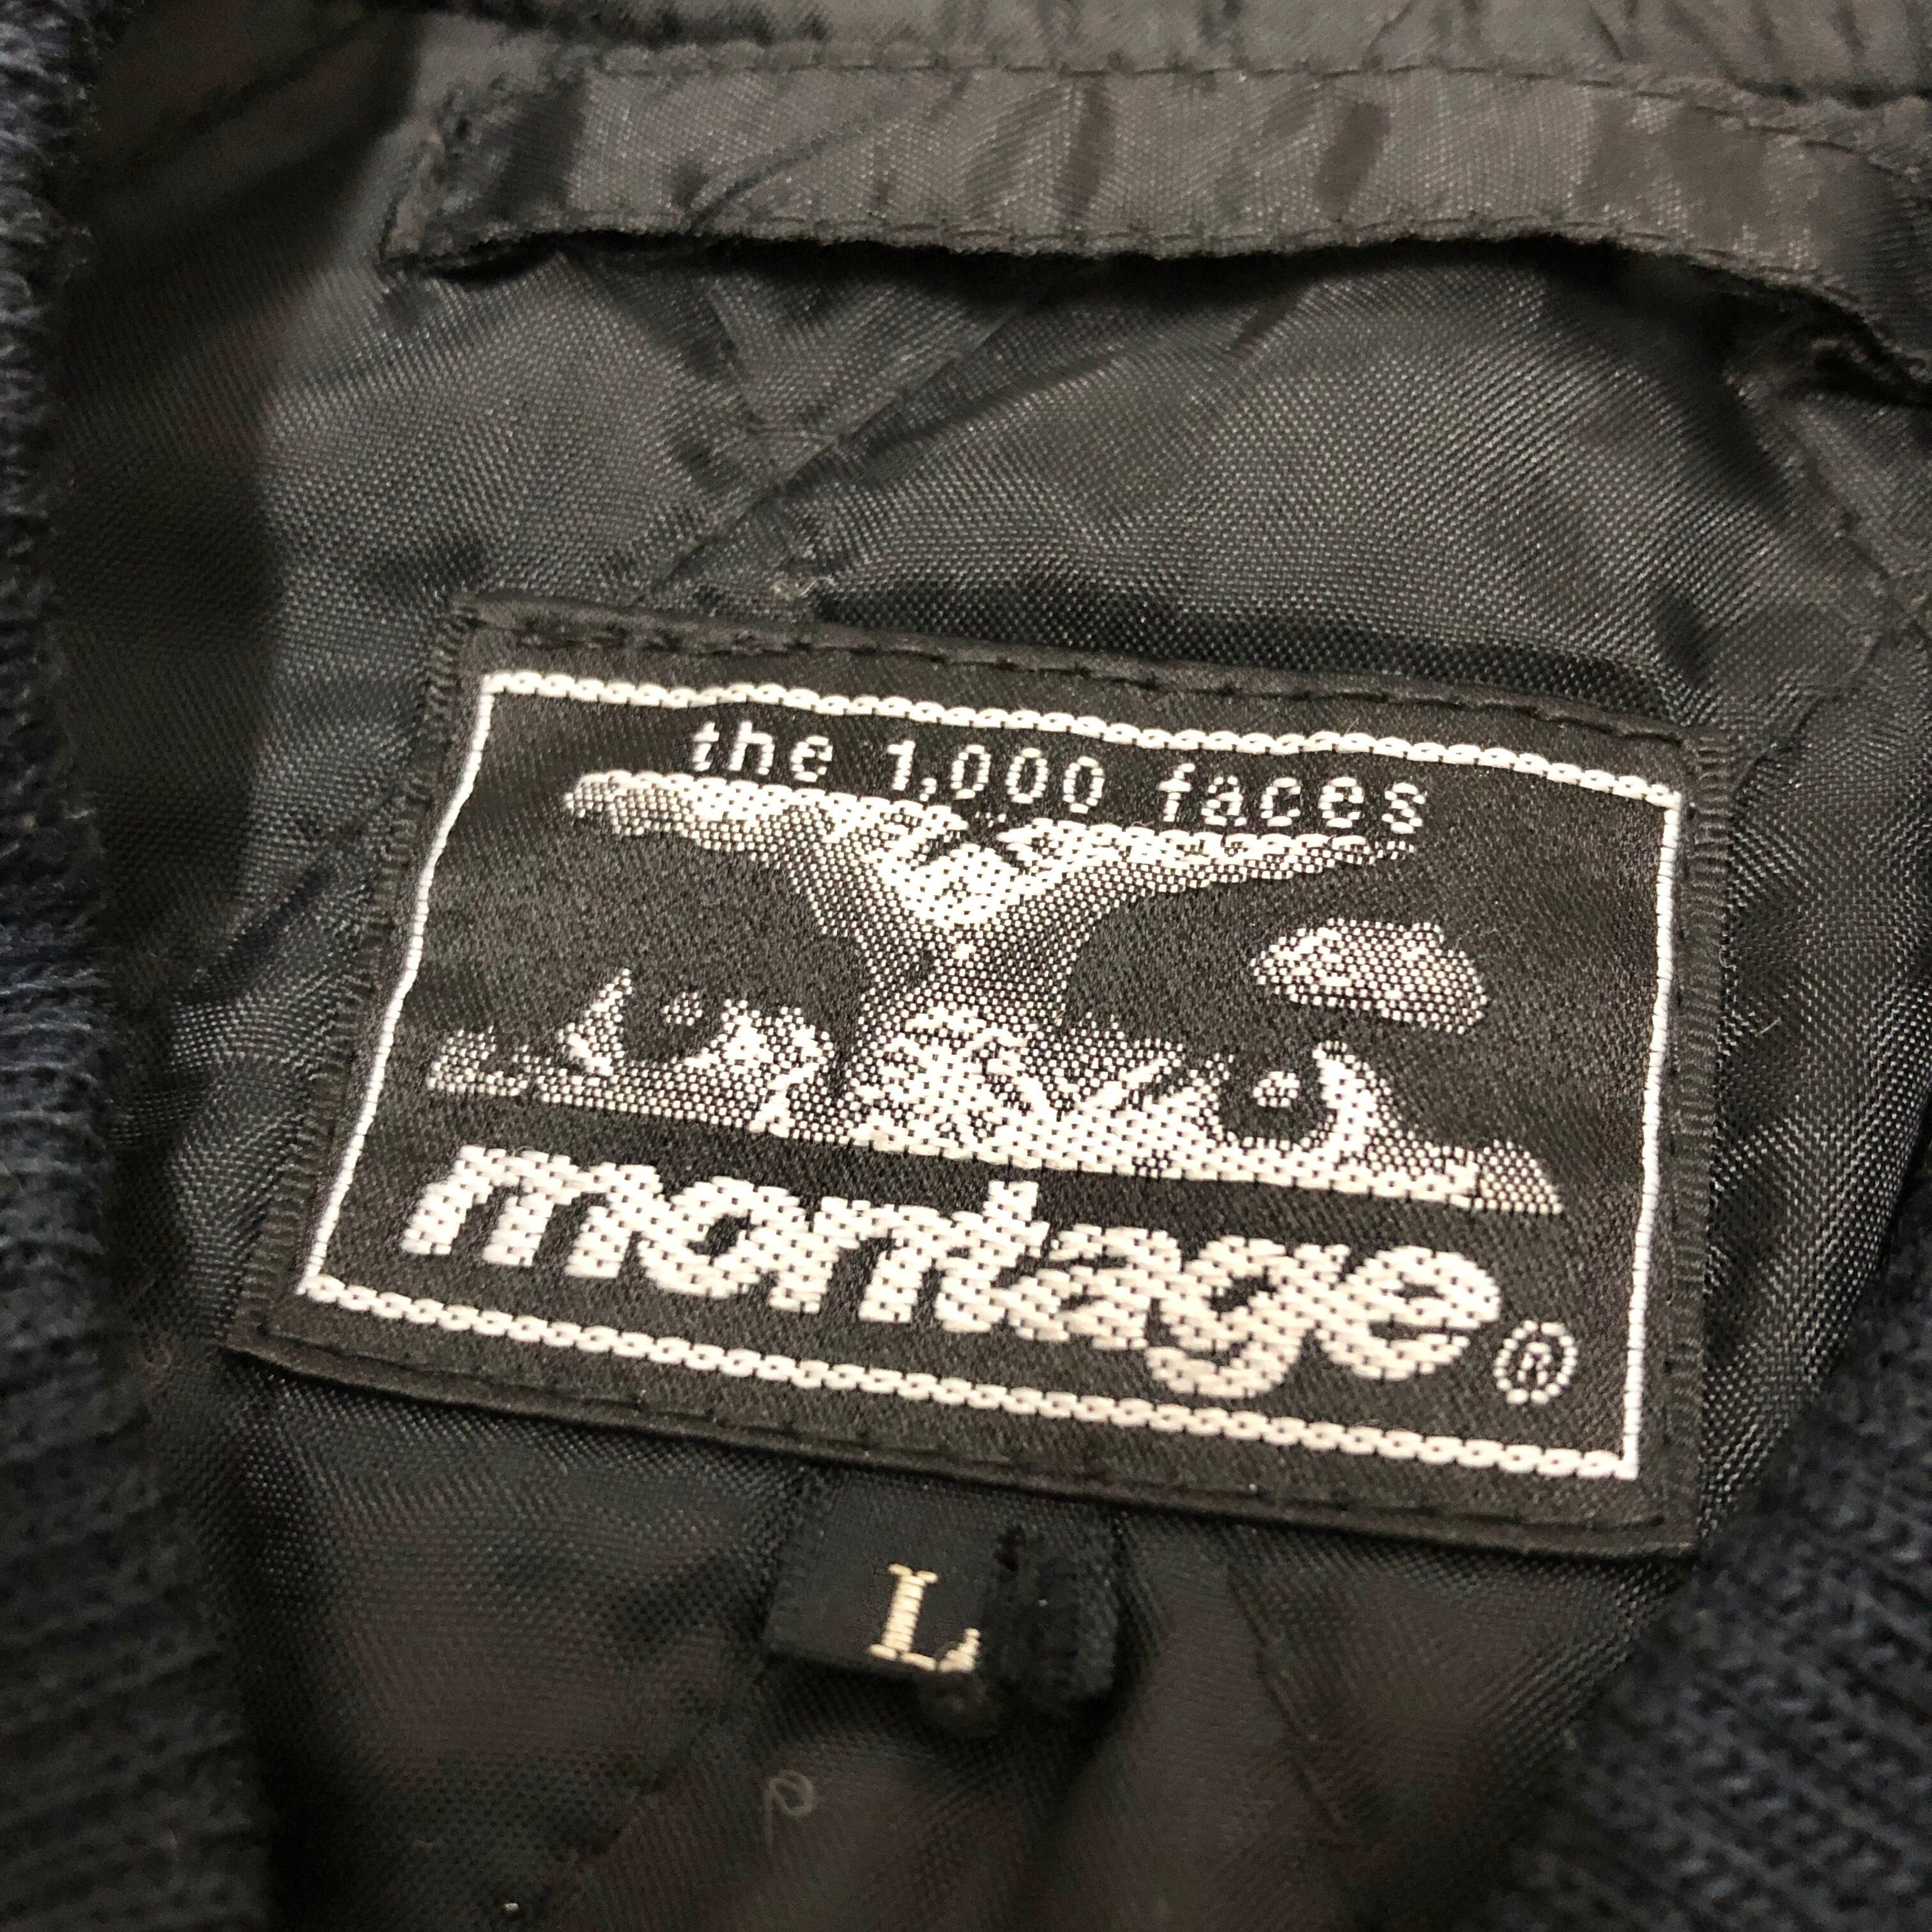 the 1,000 faces
montage®
L